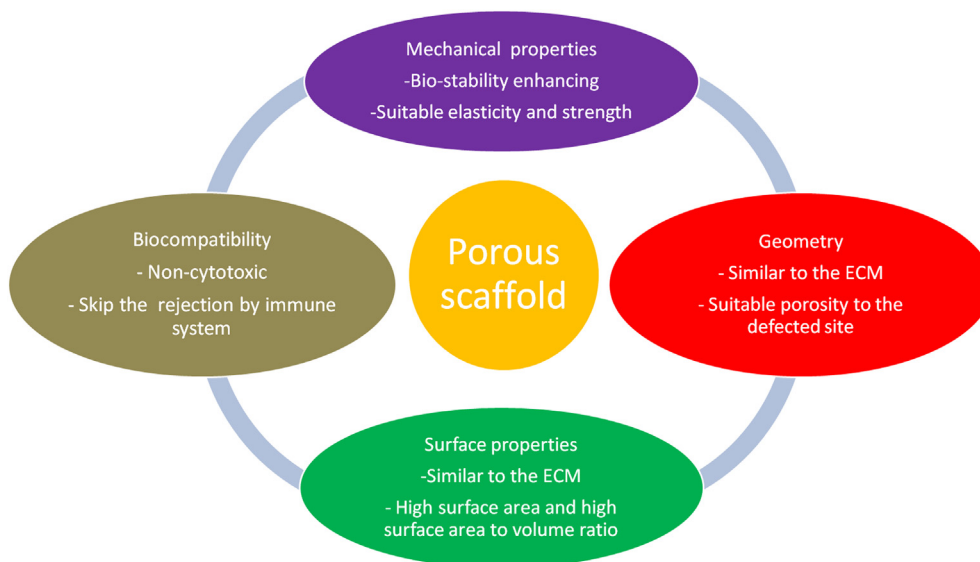 Mechanical  properties
-Bio-stability enhancing
-Suitable elasticity and strength
Biocompatibility
- Non-cytotoxic
- Skip the  rejection by immune
system
Porous
scaffold
Geometry
- Similar to the ECM
- Suitable porosity to the
defected site
Surface properties
-Similar to the ECM
- High surface area and high
surface area to volume ratio